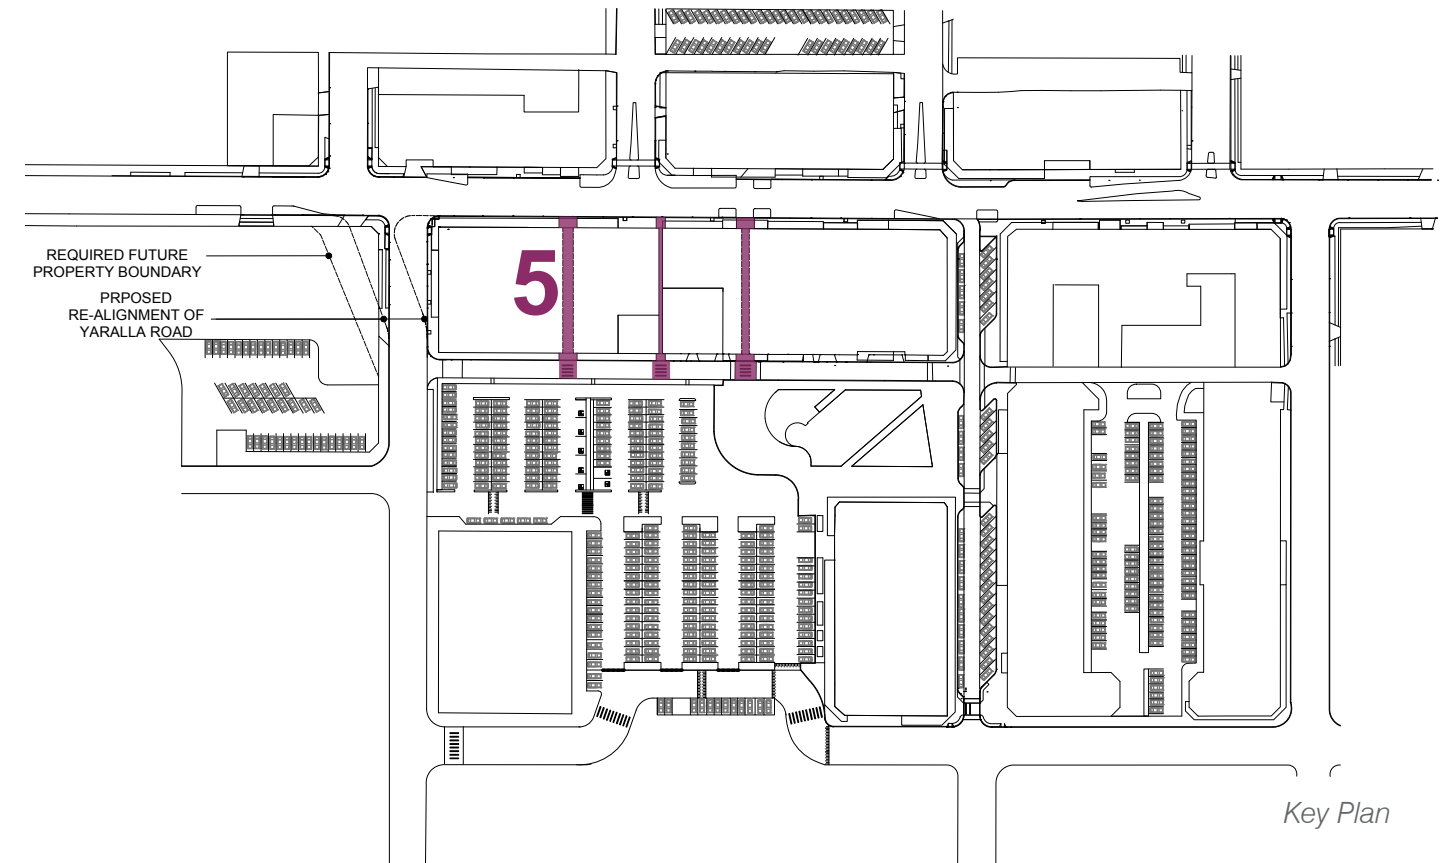 REQUIRED FUTURE
PROPERTY BOUNDARY
PRPOSED
RE-ALIGNMENT OF
YARALLA ROAD
5
Key Plan